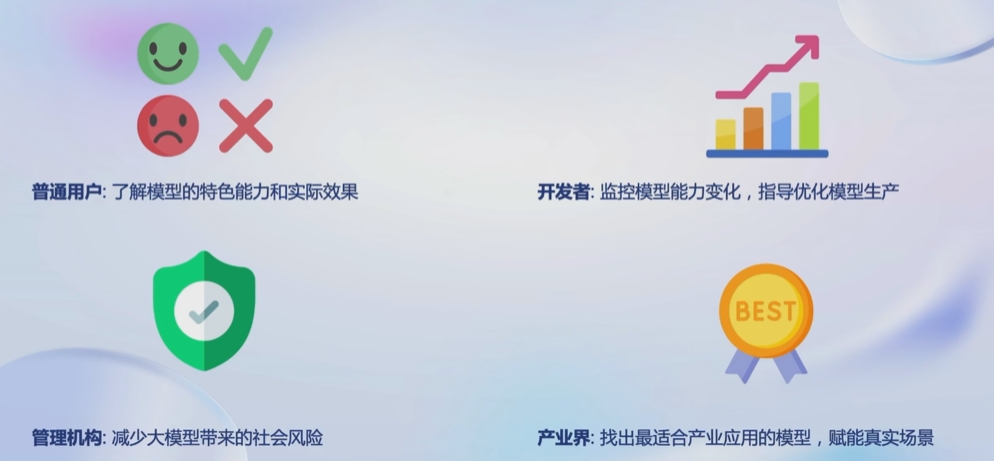 普通用户: 了解模型的特色能力和实际效果
开发者: 监控模型能力变化，指导优化模型生产
BEST
管理机构: 减少大模型带来的社会风险
产业界: 找出最适合产业应用的模型，赋能真实场景